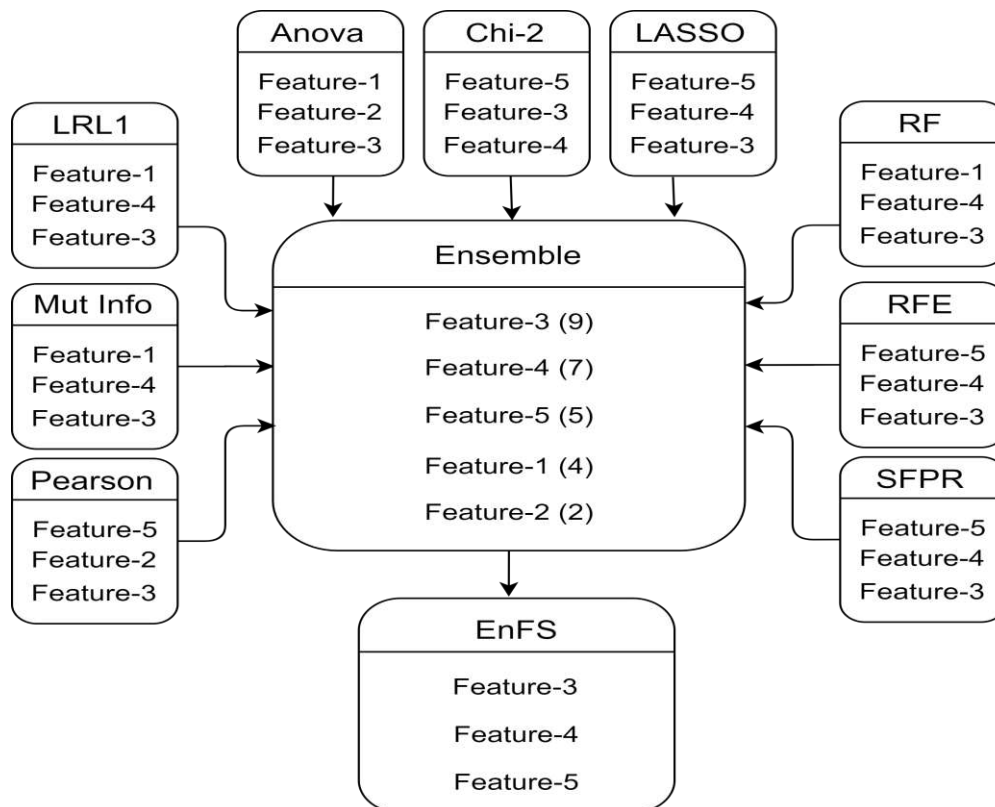 Anova
Feature-1
Feature-2
Feature-3
Chi-2
Feature-5
Feature-3
Feature-4
LASSO
Feature-5
Feature-4
Feature-3
LRL1
Feature-1
Feature-4
Feature-3
Mut Info
Feature-1
Feature-4
Feature-3
Pearson
Feature-5
Feature-2
Feature-3
Ensemble
Feature-3 (9)
Feature-4 (7)
Feature-5 (5)
Feature-1 (4)
Feature-2 (2)
RF
Feature-1
Feature-4
Feature-3
RFE
Feature-5
Feature-4
Feature-3
SFPR
Feature-5
Feature-4
Feature-3
EnFS
Feature-3
Feature-4
Feature-5